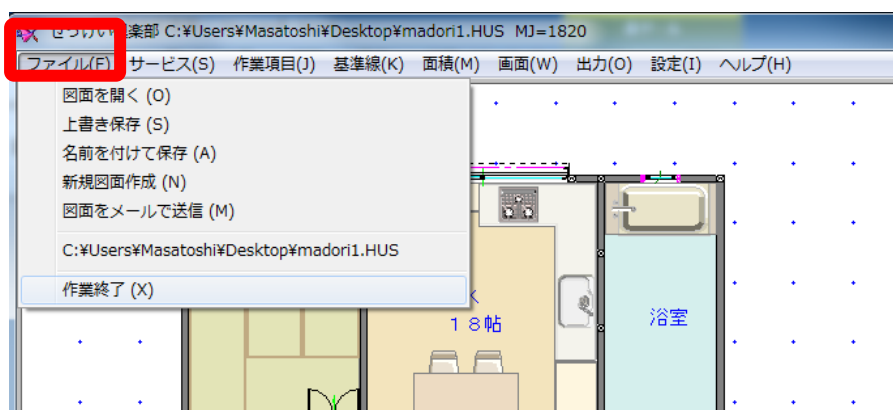 せっけい倶楽部 C:¥Users¥Masatoshi¥Desktop¥madori1.HUS MJ=1820
ファイル(F) サービス(S) 作業項目(J) 基準線(K) 面積(M) 画面(W) 出力(O) 設定(I) ヘルプ(H)
図面を開く (O)
上書き保存 (S)
名前を付けて保存 (A)
新規図面作成 (N)
図面をメールで送信 (M)
C:¥Users¥Masatoshi¥Desktop¥madori1.HUS
作業終了 (X)
K
18帖
浴室